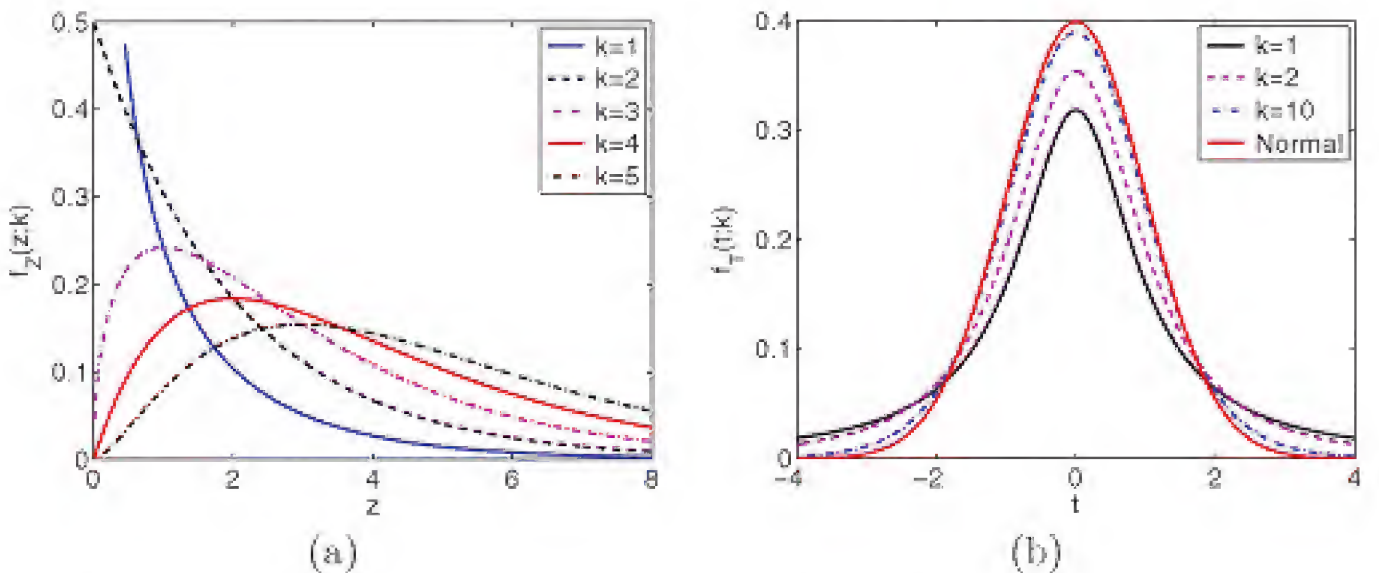 0.5
0.4
0.3
0.2
0.1
0
f_Z(z;k)
0 2 4 6 8
z
k=1
k=2
k=3
k=4
k=5
(a)
0.4
0.3
0.2
0.1
0
f_T(t;k)
−4 −2 0 2 4
t
k=1
k=2
k=10
Normal
(b)